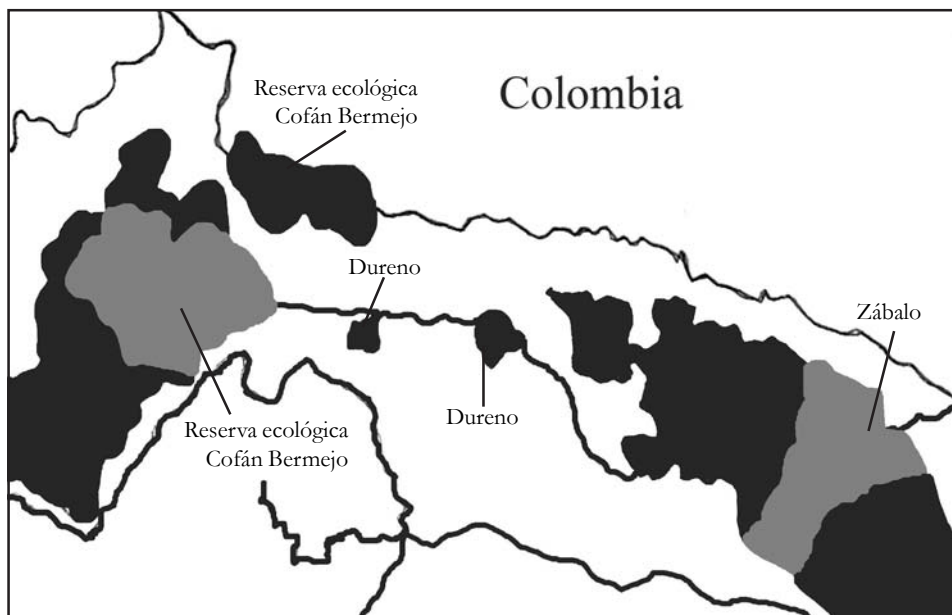 Reserva ecológica
Cofán Bermejo
Colombia
Dureno
Zábalo
Dureno
Reserva ecológica
Cofán Bermejo